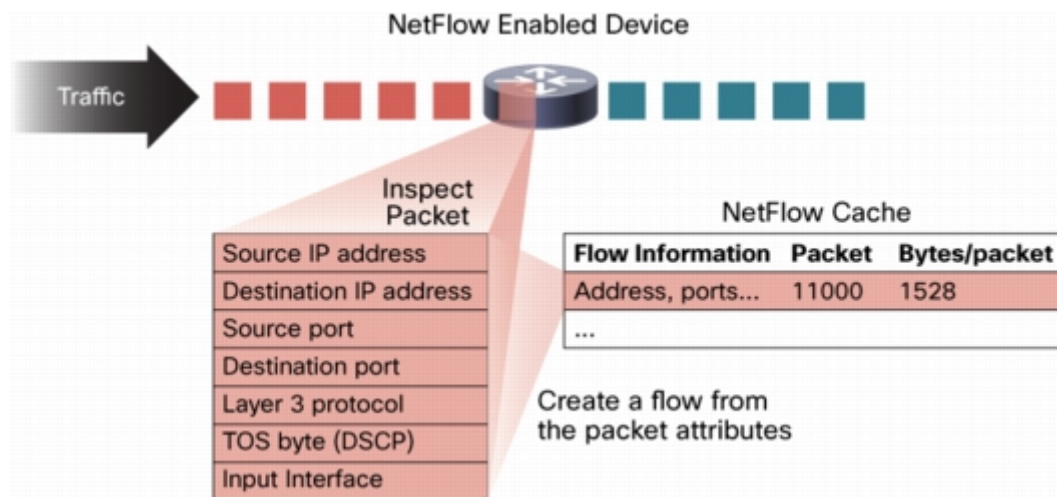 NetFlow Enabled Device
Traffic
Inspect
Packet
Source IP address
Destination IP address
Source port
Destination port
Layer 3 protocol
TOS byte (DSCP)
Input Interface
NetFlow Cache
Flow Information Packet Bytes/packet
Address, ports... 11000 1528
...
Create a flow from
the packet attributes